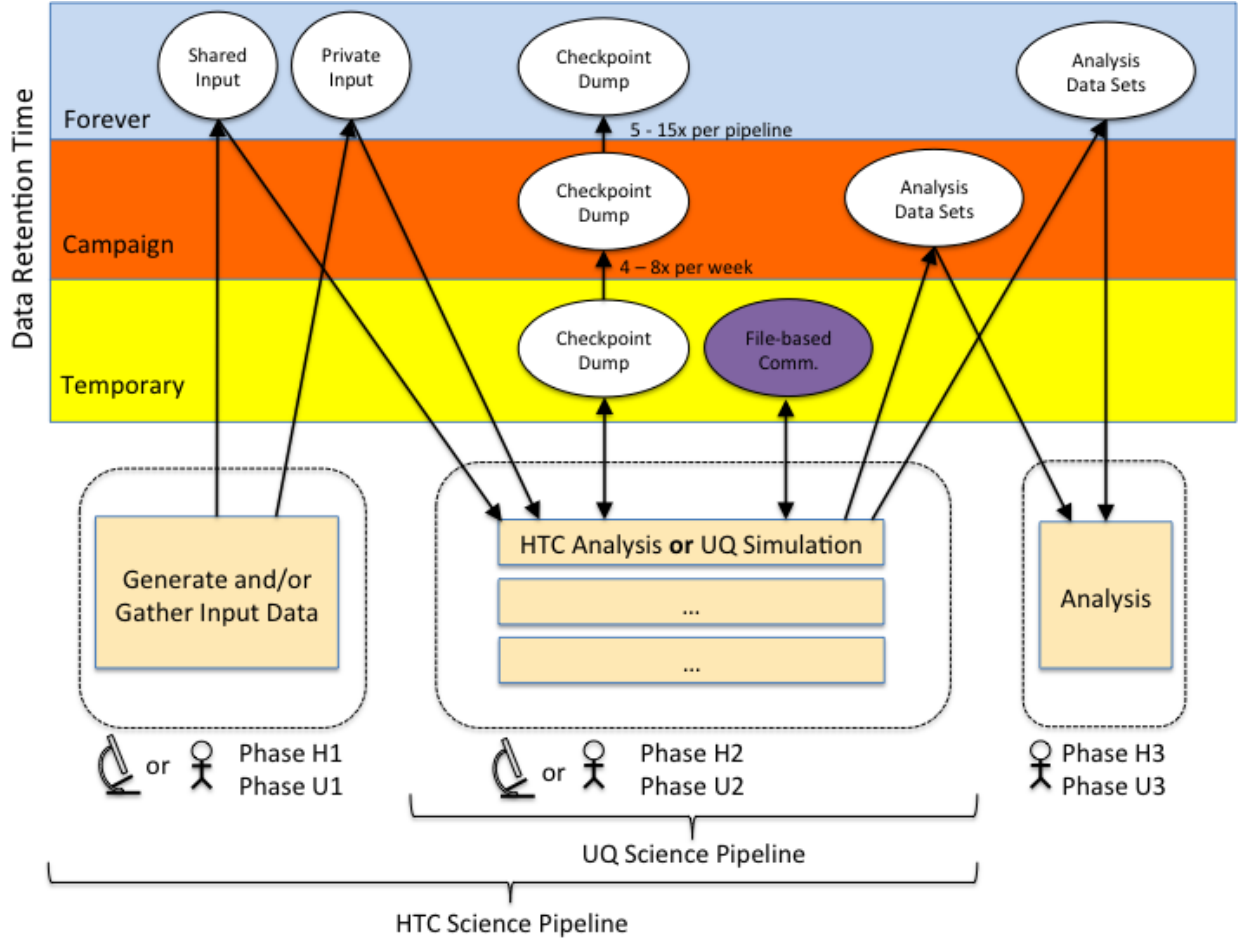 Data Retention Time
Shared
Input
Private
Input
Checkpoint
Dump
Analysis
Data Sets
Forever
5 - 15x per pipeline
Checkpoint
Dump
Analysis
Data Sets
Campaign
4 – 8x per week
Checkpoint
Dump
File-based
Comm.
Temporary
Generate and/or
Gather Input Data
HTC Analysis or UQ Simulation
...
...
Analysis
or
Phase H1
Phase U1
or
Phase H2
Phase U2
Phase H3
Phase U3
UQ Science Pipeline
HTC Science Pipeline